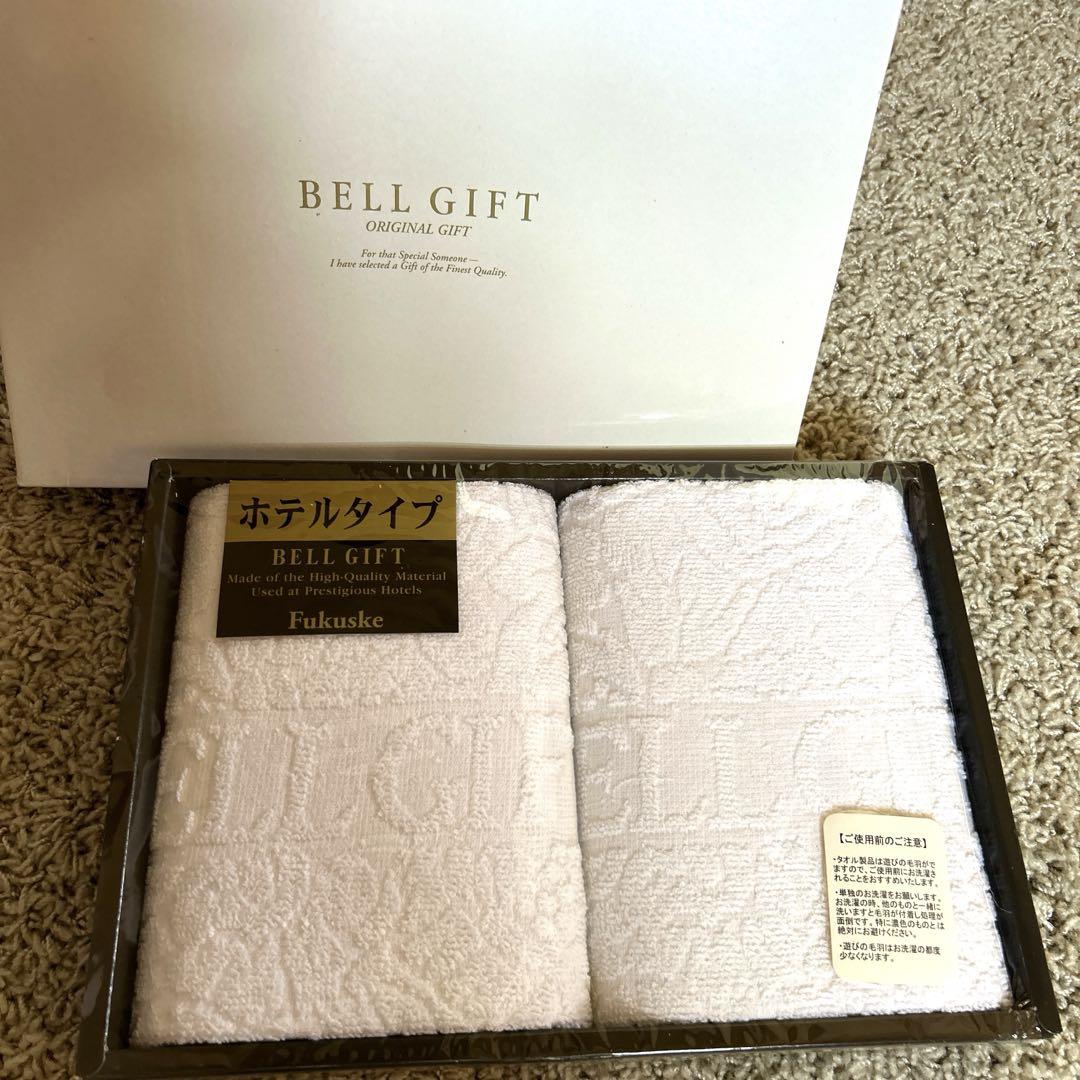 BELL GIFT
ORIGINAL GIFT
For that Special Someone —
I have selected a Gift of the Finest Quality.
ホテルタイプ
BELL GIFT
Made of the High-Quality Material
Used at Prestigious Hotels
Fukuske
ELL GI
ELL GI
【ご使用前のご注意】
・タオル製品は遊びの毛羽がで
ますので、ご使用前にお洗濯さ
れることをおすすめいたします。
・単独のお洗濯をお願いします。
お洗濯の時、他のものと一緒に
洗いますと毛羽が付着し処理が
面倒です。特に濃色のものとは
絶対にお避けください。
・遊びの毛羽はお洗濯の都度
少なくなります。